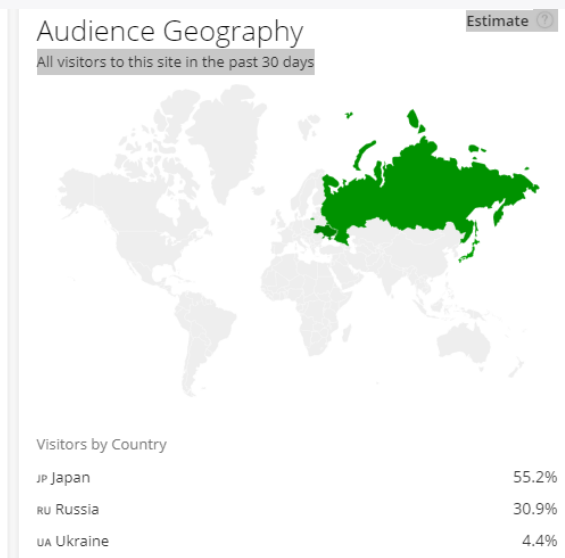 Audience Geography
Estimate ?
All visitors to this site in the past 30 days
Visitors by Country
JP Japan 55.2%
RU Russia 30.9%
UA Ukraine 4.4%